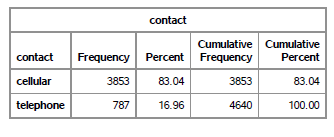 contact
contact Frequency Percent Cumulative Frequency Cumulative Percent
cellular 3853 83.04 3853 83.04
telephone 787 16.96 4640 100.00